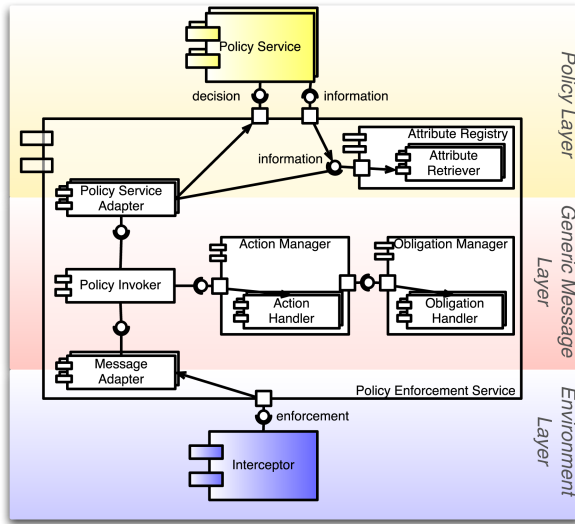 Policy Service
decision
information
Policy Layer
Attribute Registry
information
Attribute
Retriever
Policy Service
Adapter
Generic Message
Layer
Action Manager
Obligation Manager
Policy Invoker
Action
Handler
Obligation
Handler
Message
Adapter
Policy Enforcement Service
Environment
Layer
enforcement
Interceptor